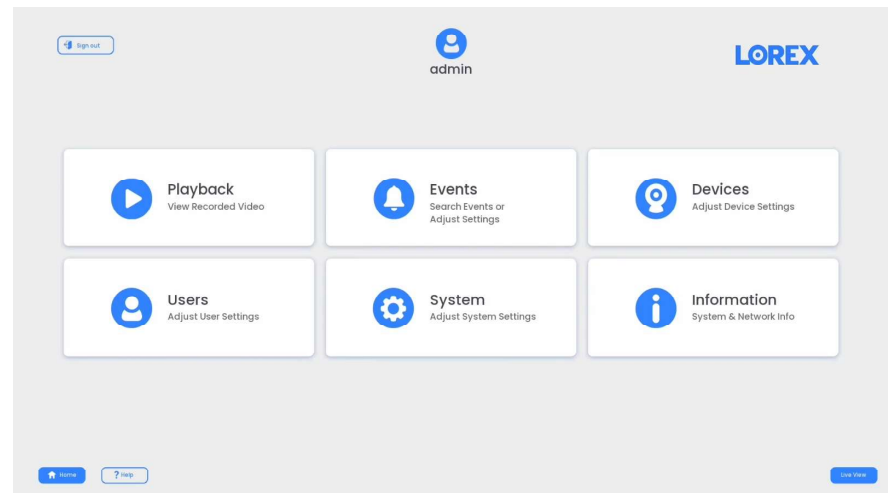 Sign out
admin
LOREX
Playback
View Recorded Video
Events
Search Events or
Adjust Settings
Devices
Adjust Device Settings
Users
Adjust User Settings
System
Adjust System Settings
Information
System & Network Info
Home
? Help
Live View